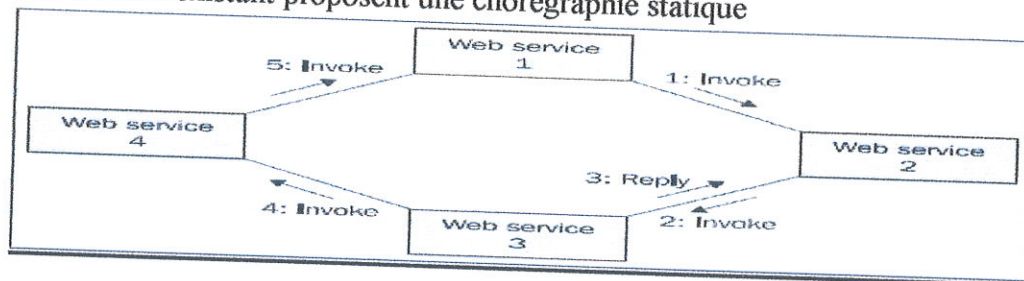 proposent une chorégraphie statique
Web service
1
5: Invoke
1: Invoke
Web service
4
Web service
2
3: Reply
4: Invoke
2: Invoke
Web service
3